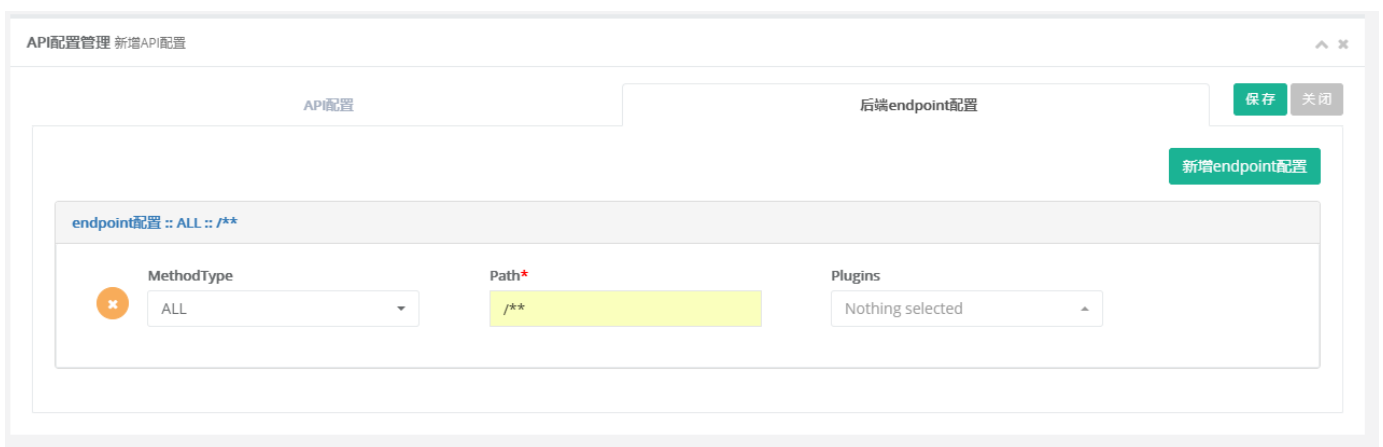 API配置管理 新增API配置
API配置
后端endpoint配置
保存
关闭
新增endpoint配置
endpoint配置 :: ALL :: /**
MethodType
Path*
Plugins
ALL
/**
Nothing selected